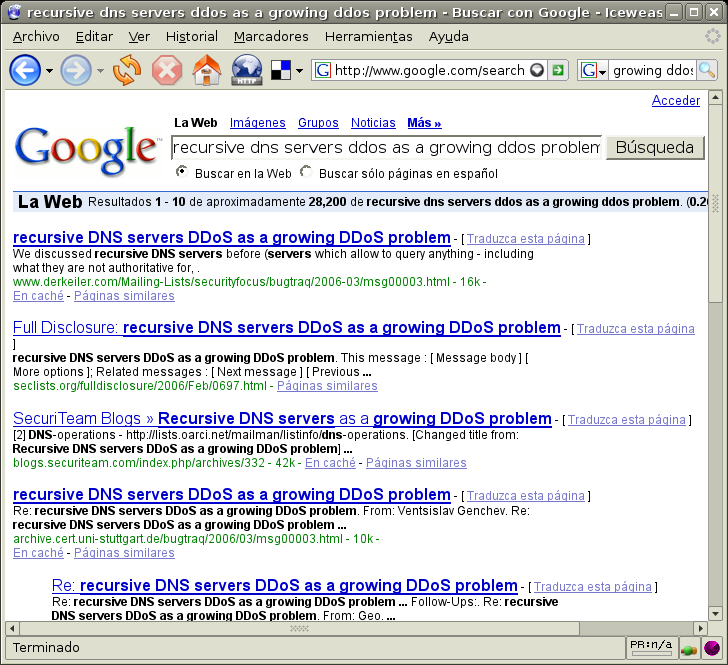 recursive dns servers ddos as a growing ddos problem - Buscar con Google - Iceweas
Archivo Editar Ver Historial Marcadores Herramientas Ayuda
HTTP http://www.google.com/search growing ddos
Acceder
La Web Imágenes Grupos Noticias Más »
Google™ recursive dns servers ddos as a growing ddos problem Búsqueda
Buscar en la Web Buscar sólo páginas en español
La Web Resultados 1 - 10 de aproximadamente 28,200 de recursive dns servers ddos as a growing ddos problem. (0.20
recursive DNS servers DDoS as a growing DDoS problem - [ Traduzca esta página ]
We discussed recursive DNS servers before (servers which allow to query anything - including
what they are not authoritative for, .
www.derkeiler.com/Mailing-Lists/securityfocus/bugtraq/2006-03/msg00003.html - 16k -
En caché - Páginas similares
Full Disclosure: recursive DNS servers DDoS as a growing DDoS problem - [ Traduzca esta página
]
recursive DNS servers DDoS as a growing DDoS problem. This message : [ Message body ] [
More options ]; Related messages : [ Next message ] [ Previous ...
seclists.org/fulldisclosure/2006/Feb/0697.html - Páginas similares
SecuriTeam Blogs » Recursive DNS servers as a growing DDoS problem - [ Traduzca esta página ]
[2] DNS-operations - http://lists.oarci.net/mailman/listinfo/dns-operations. [Changed title from:
Recursive DNS servers DDoS as a growing DDoS problem] ...
blogs.securiteam.com/index.php/archives/332 - 42k - En caché - Páginas similares
recursive DNS servers DDoS as a growing DDoS problem - [ Traduzca esta página ]
Re: recursive DNS servers DDoS as a growing DDoS problem. From: Ventsislav Genchev. Re:
recursive DNS servers DDoS as a growing DDoS problem ...
archive.cert.uni-stuttgart.de/bugtraq/2006/03/msg00003.html - 10k -
En caché - Páginas similares
Re: recursive DNS servers DDoS as a growing DDoS problem - [ Traduzca esta página ]
Re: recursive DNS servers DDoS as a growing DDoS problem ... Follow-Ups:. Re: recursive
DNS servers DDoS as a growing DDoS problem. From: Geo. ...
Terminado PR:n/a